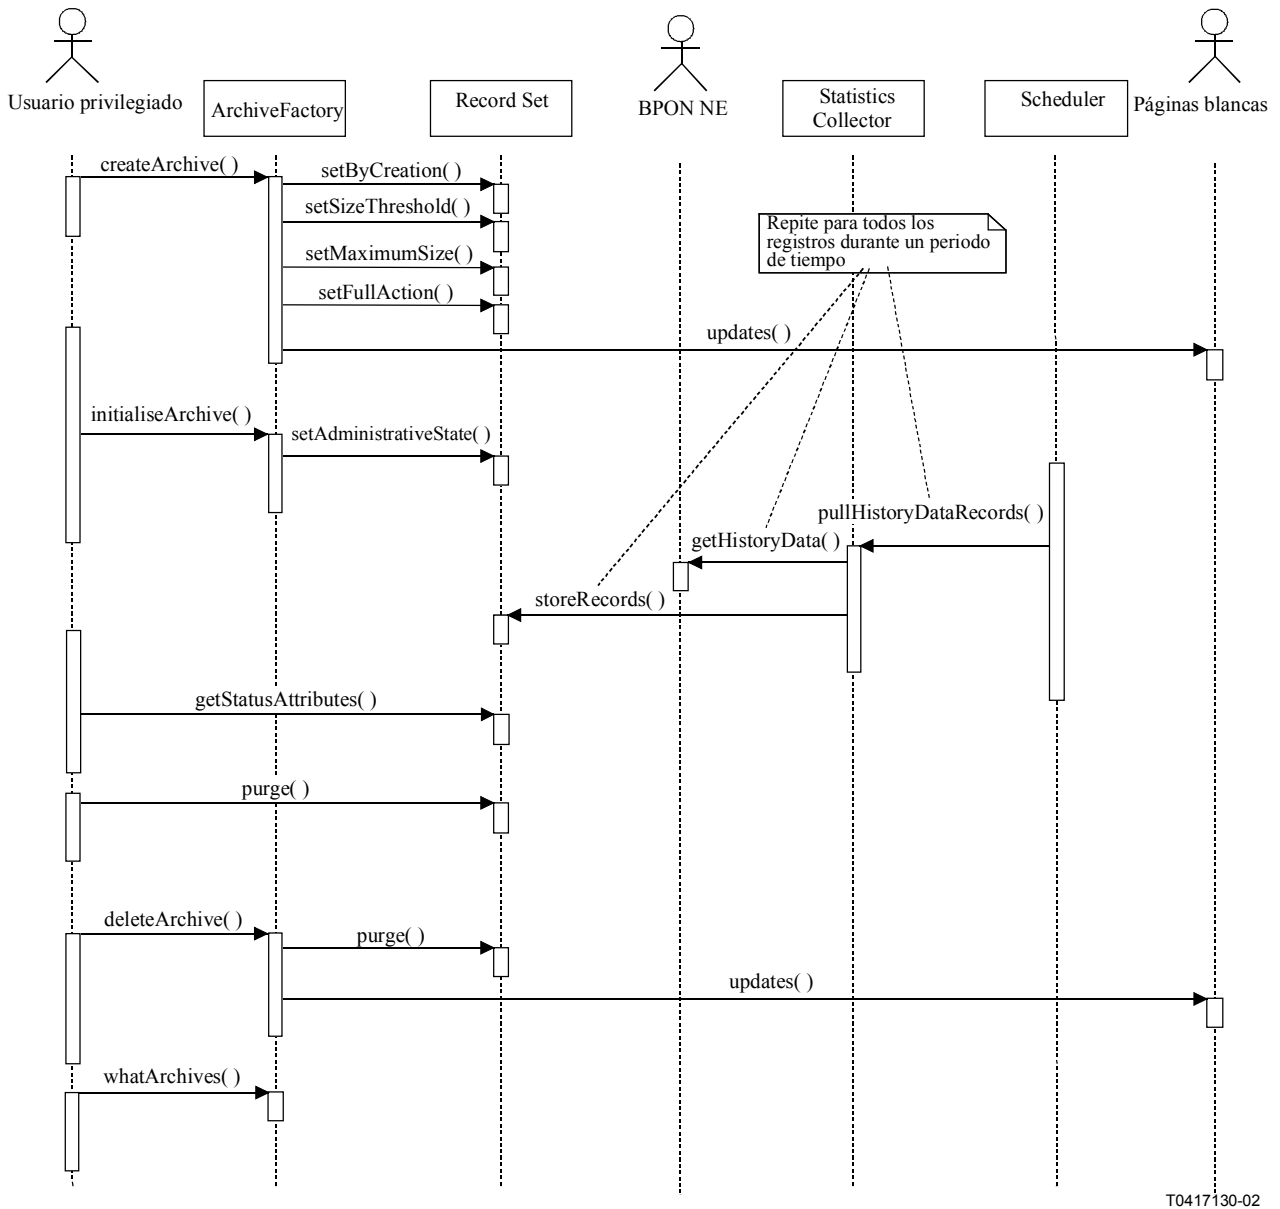 Usuario privilegiado
ArchiveFactory
Record Set
BPON NE
Statistics
Collector
Scheduler
Páginas blancas
createArchive( )
setByCreation( )
setSizeThreshold( )
setMaximumSize( )
setFullAction( )
Repite para todos los
registros durante un periodo
de tiempo
updates( )
initialiseArchive( )
setAdministrativeState( )
pullHistoryDataRecords( )
getHistoryData( )
storeRecords( )
getStatusAttributes( )
purge( )
deleteArchive( )
purge( )
updates( )
whatArchives( )
T0417130-02